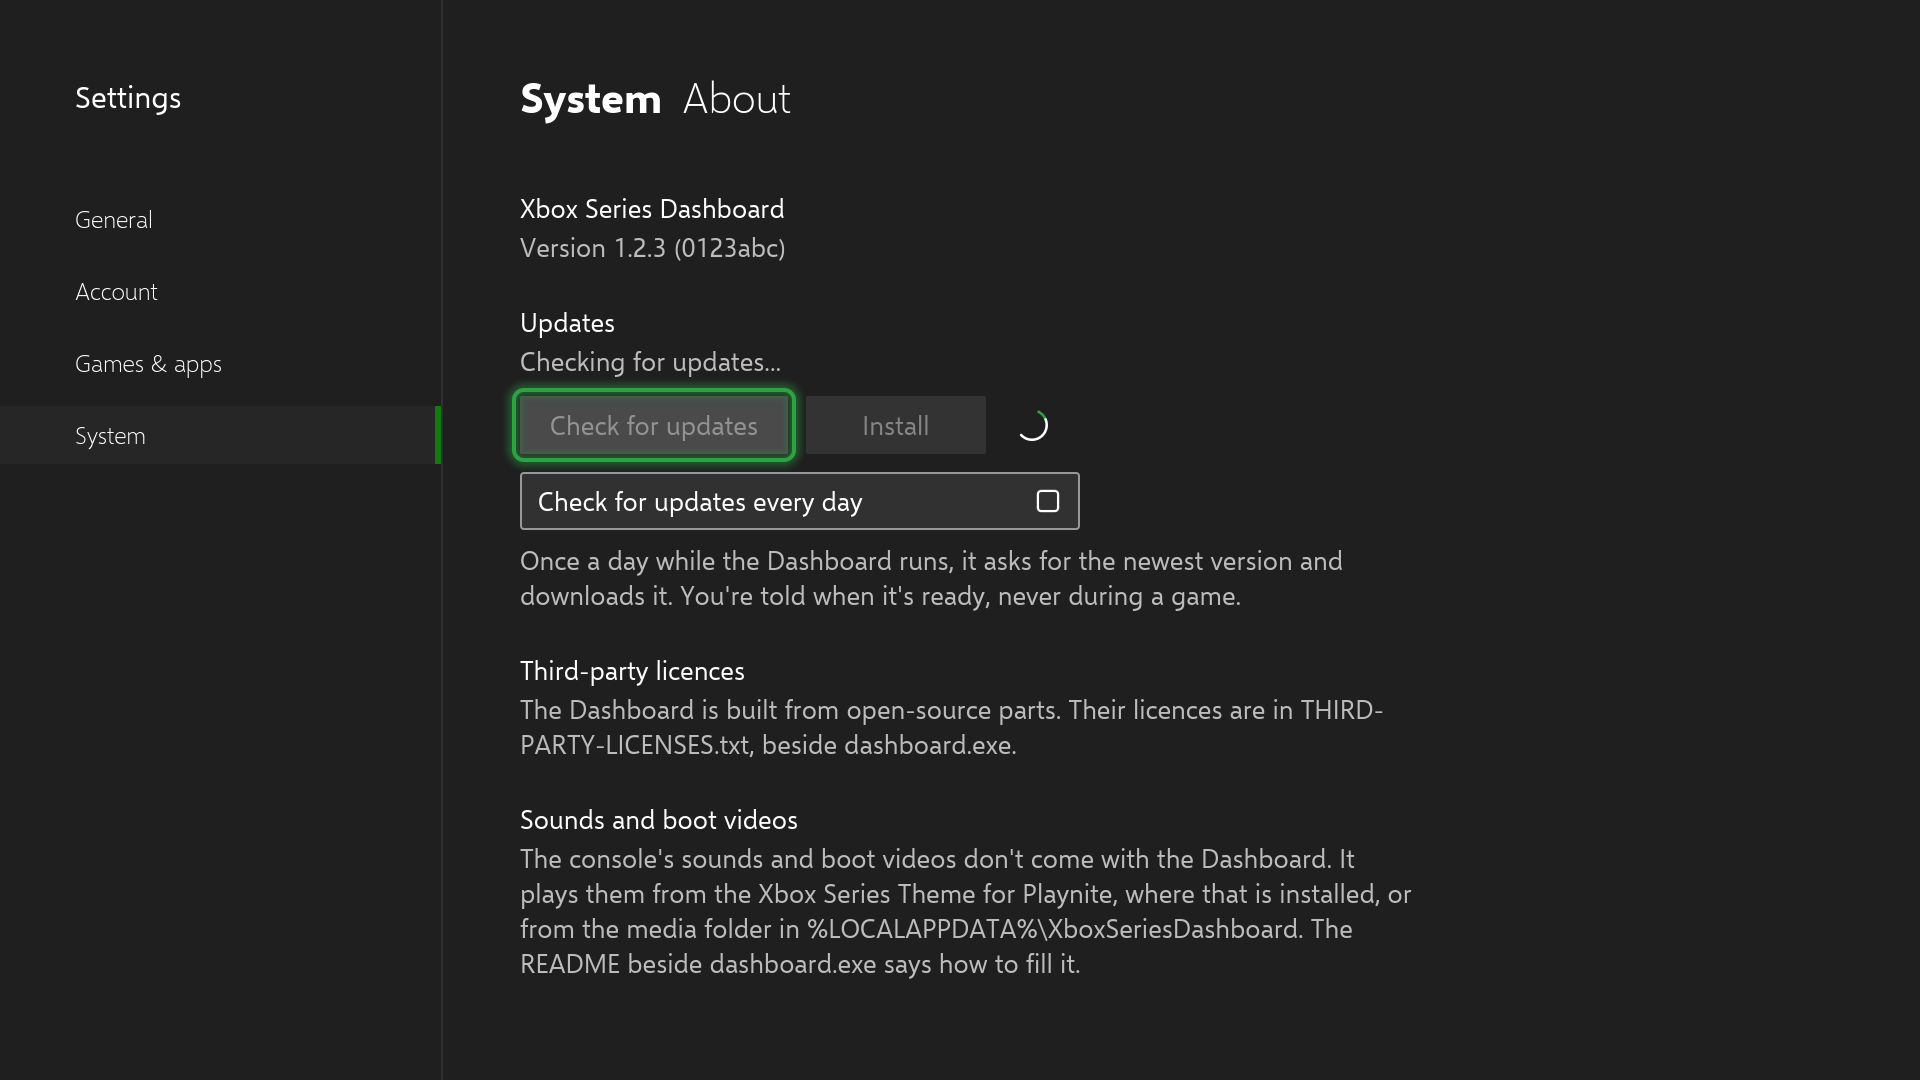 Settings
General
Account
Games & apps
System
System About
Xbox Series Dashboard
Version 1.2.3 (0123abc)
Updates
Checking for updates...
Check for updates
Install
Check for updates every day
Once a day while the Dashboard runs, it asks for the newest version and
downloads it. You're told when it's ready, never during a game.
Third-party licences
The Dashboard is built from open-source parts. Their licences are in THIRD-
PARTY-LICENSES.txt, beside dashboard.exe.
Sounds and boot videos
The console's sounds and boot videos don't come with the Dashboard. It
plays them from the Xbox Series Theme for Playnite, where that is installed, or
from the media folder in %LOCALAPPDATA%\XboxSeriesDashboard. The
README beside dashboard.exe says how to fill it.